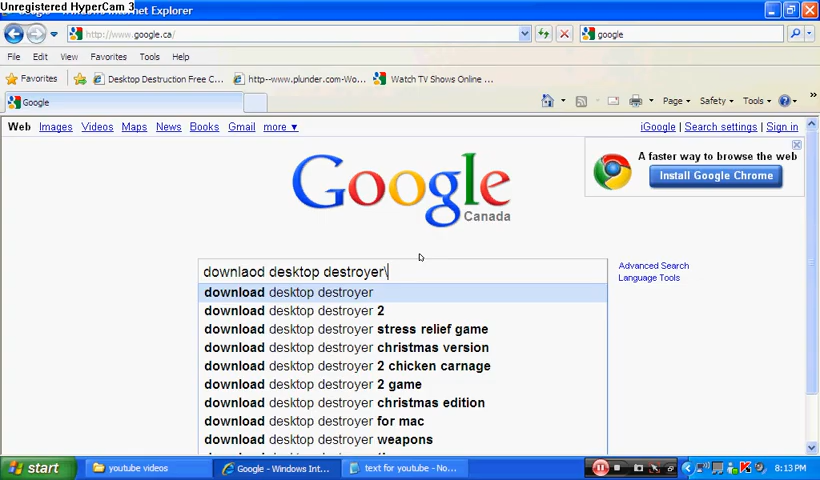 Unregistered HyperCam 3
Internet Explorer
http://www.google.ca/
google
File Edit View Favorites Tools Help
Favorites Desktop Destruction Free C... http--www.plunder.com-Wo... Watch TV Shows Online ...
Google
Page Safety Tools
Web Images Videos Maps News Books Gmail more ▼
iGoogle | Search settings | Sign in
A faster way to browse the web
Install Google Chrome
Google
Canada
downlaod desktop destroyer\
Advanced Search
Language Tools
download desktop destroyer
download desktop destroyer 2
download desktop destroyer stress relief game
download desktop destroyer christmas version
download desktop destroyer 2 chicken carnage
download desktop destroyer 2 game
download desktop destroyer christmas edition
download desktop destroyer for mac
download desktop destroyer weapons
start youtube videos Google - Windows Int... text for youtube - No... 8:13 PM